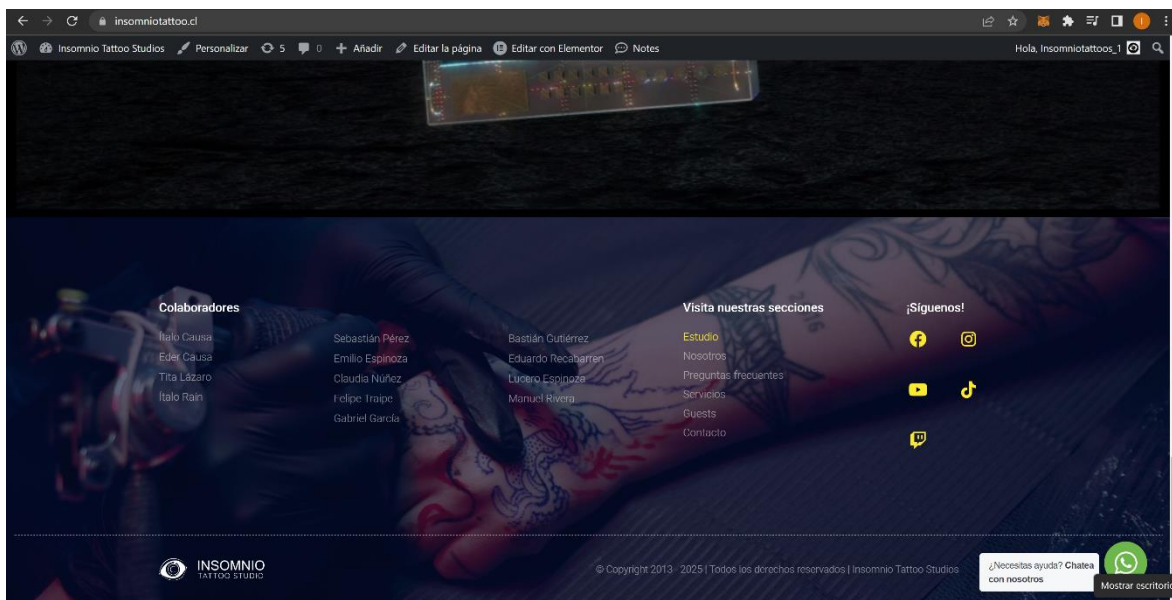 insomniotattoo.cl
Insomnio Tattoo Studios Personalizar 5 0 Añadir Editar la página Editar con Elementor Notes Hola, Insomniotattoos_1
Colaboradores
Ítalo Causa
Eder Causa
Tita Lázaro
Ítalo Rain
Sebastián Pérez
Emilio Espinoza
Claudia Núñez
Felipe Traipe
Gabriel García
Bastián Gutiérrez
Eduardo Recabarren
Lucero Espinoza
Manuel Rivera
Visita nuestras secciones
Estudio
Nosotros
Preguntas frecuentes
Servicios
Guests
Contacto
¡Síguenos!
INSOMNIO
TATTOO STUDIO
© Copyright 2013 - 2025 | Todos los derechos reservados | Insomnio Tattoo Studios
¿Necesitas ayuda? Chatea
con nosotros
Mostrar escritorio